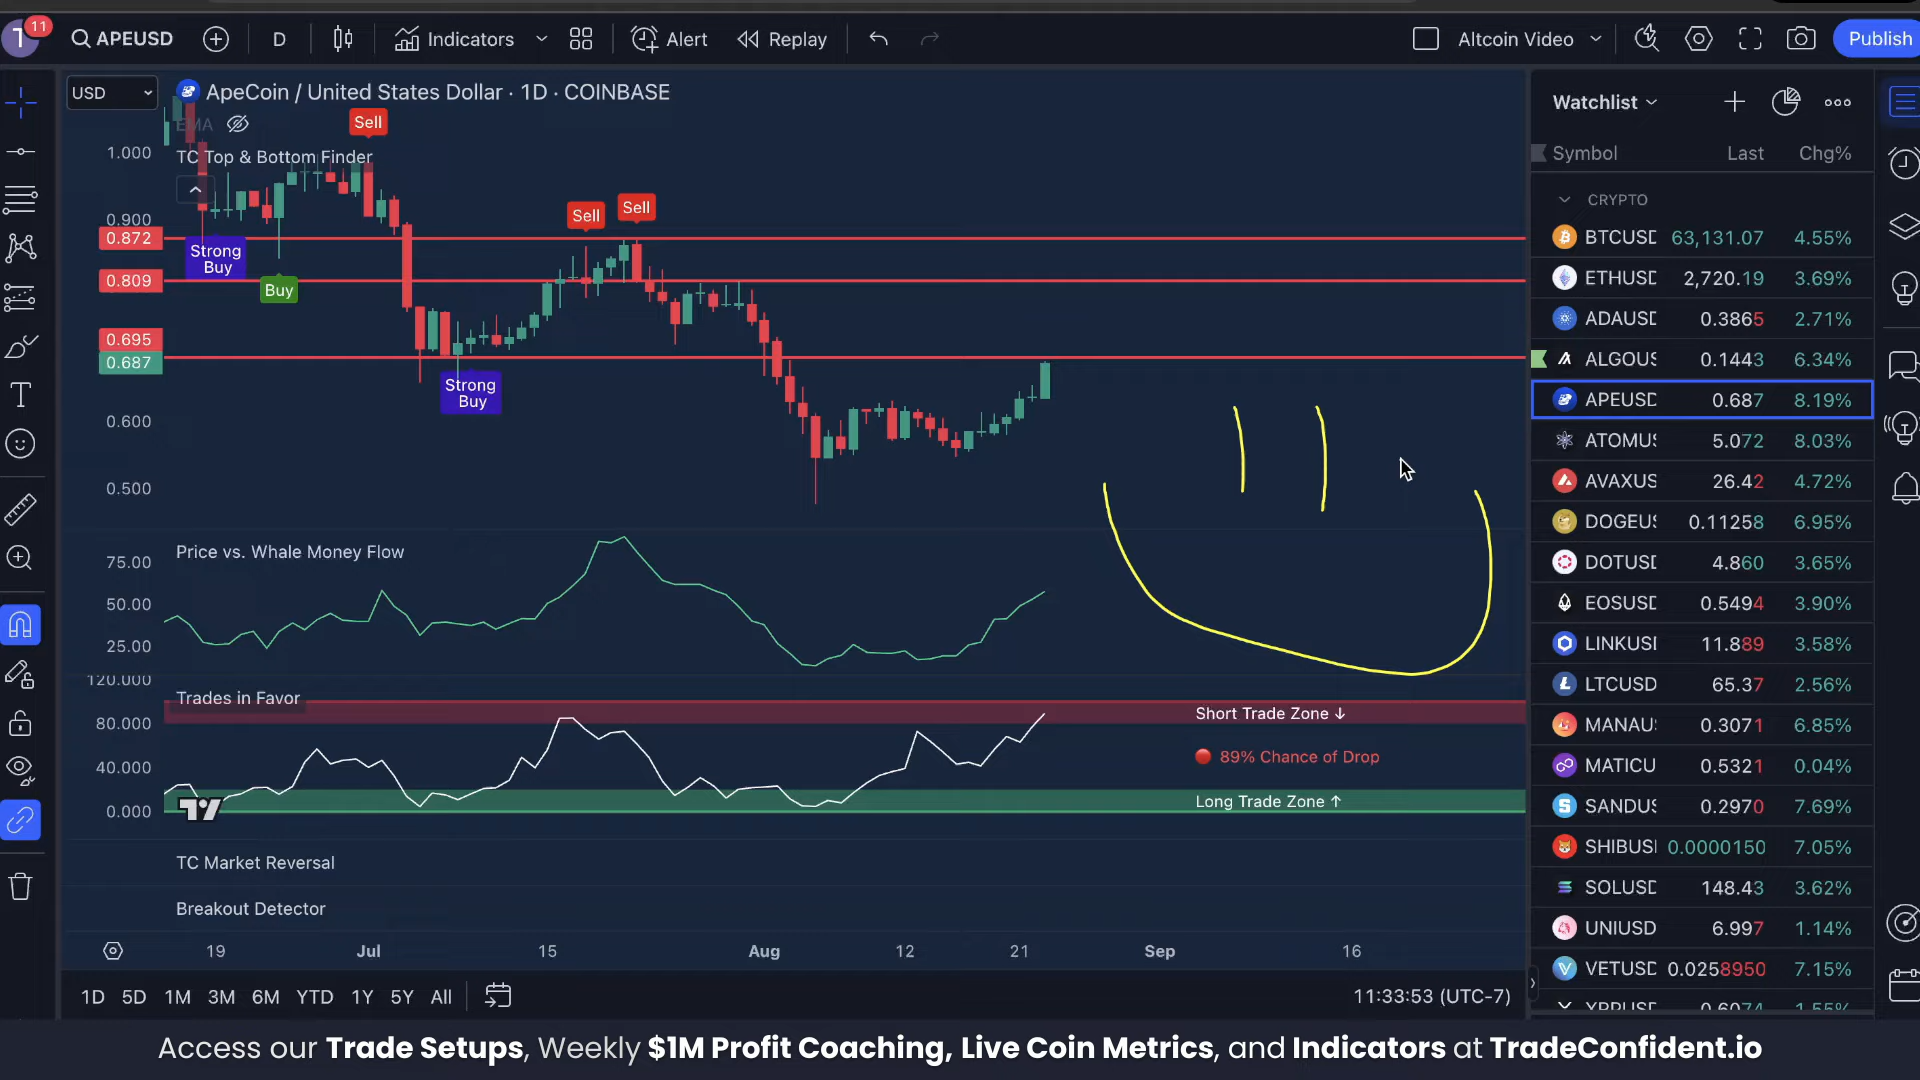 T 11 APEUSD D Indicators Alert Replay Altcoin Video Publish
USD ApeCoin / United States Dollar · 1D · COINBASE
EMA
TC Top & Bottom Finder
1.000
0.900
0.872
0.809
0.695
0.687
0.600
0.500
Sell
Strong
Buy
Buy
Strong
Buy
Sell
Sell
Price vs. Whale Money Flow
75.00
50.00
25.00
120.000
Trades in Favor
80.000
40.000
0.000
Short Trade Zone ↓
89% Chance of Drop
Long Trade Zone ↑
TC Market Reversal
Breakout Detector
19 Jul 15 Aug 12 21 Sep 16
1D 5D 1M 3M 6M YTD 1Y 5Y All 11:33:53 (UTC-7)
Watchlist
Symbol Last Chg%
CRYPTO
BTCUSD 63,131.07 4.55%
ETHUSD 2,720.19 3.69%
ADAUSD 0.3865 2.71%
ALGOUS 0.1443 6.34%
APEUSD 0.687 8.19%
ATOMUS 5.072 8.03%
AVAXUS 26.42 4.72%
DOGEUS 0.11258 6.95%
DOTUSD 4.860 3.65%
EOSUSD 0.5494 3.90%
LINKUSD 11.889 3.58%
LTCUSD 65.37 2.56%
MANAUS 0.3071 6.85%
MATICU 0.5321 0.04%
SANDUS 0.2970 7.69%
SHIBUSD 0.0000150 7.05%
SOLUSD 148.43 3.62%
UNIUSD 6.997 1.14%
VETUSD 0.0258950 7.15%
Access our Trade Setups, Weekly $1M Profit Coaching, Live Coin Metrics, and Indicators at TradeConfident.io